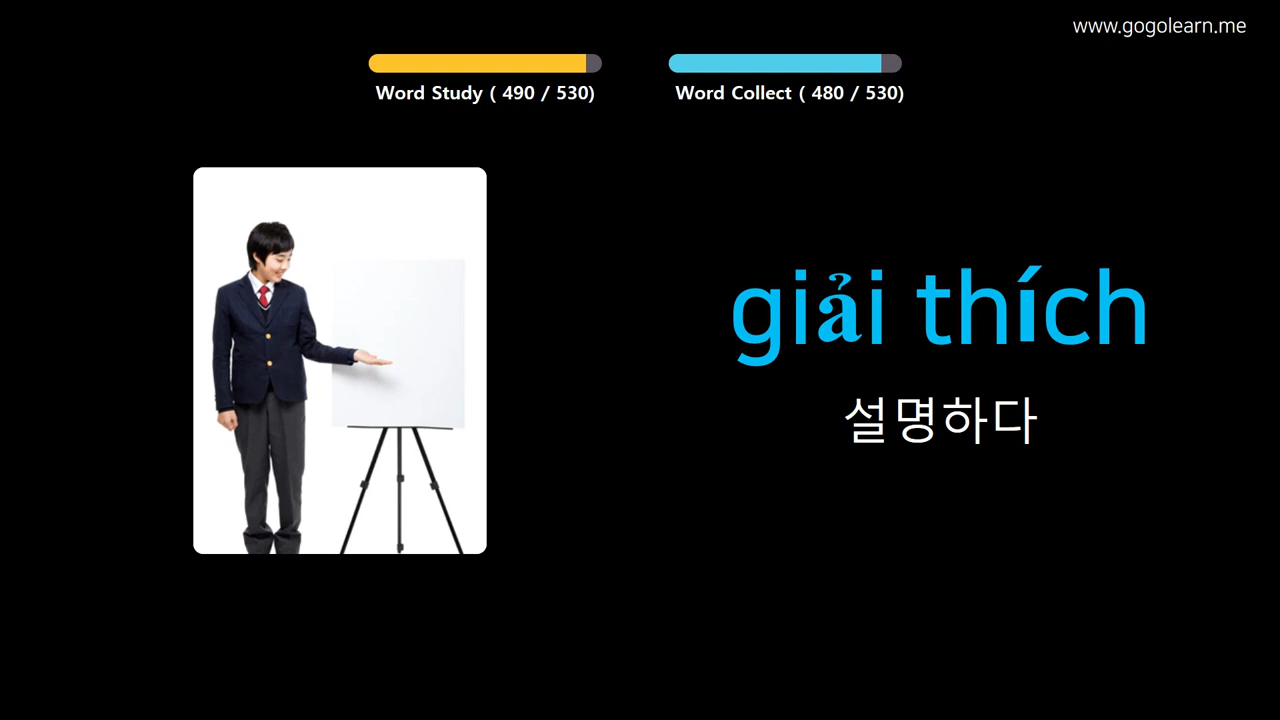 www.gogolearn.me
Word Study ( 490 / 530)
Word Collect ( 480 / 530)
giải thích
설명하다